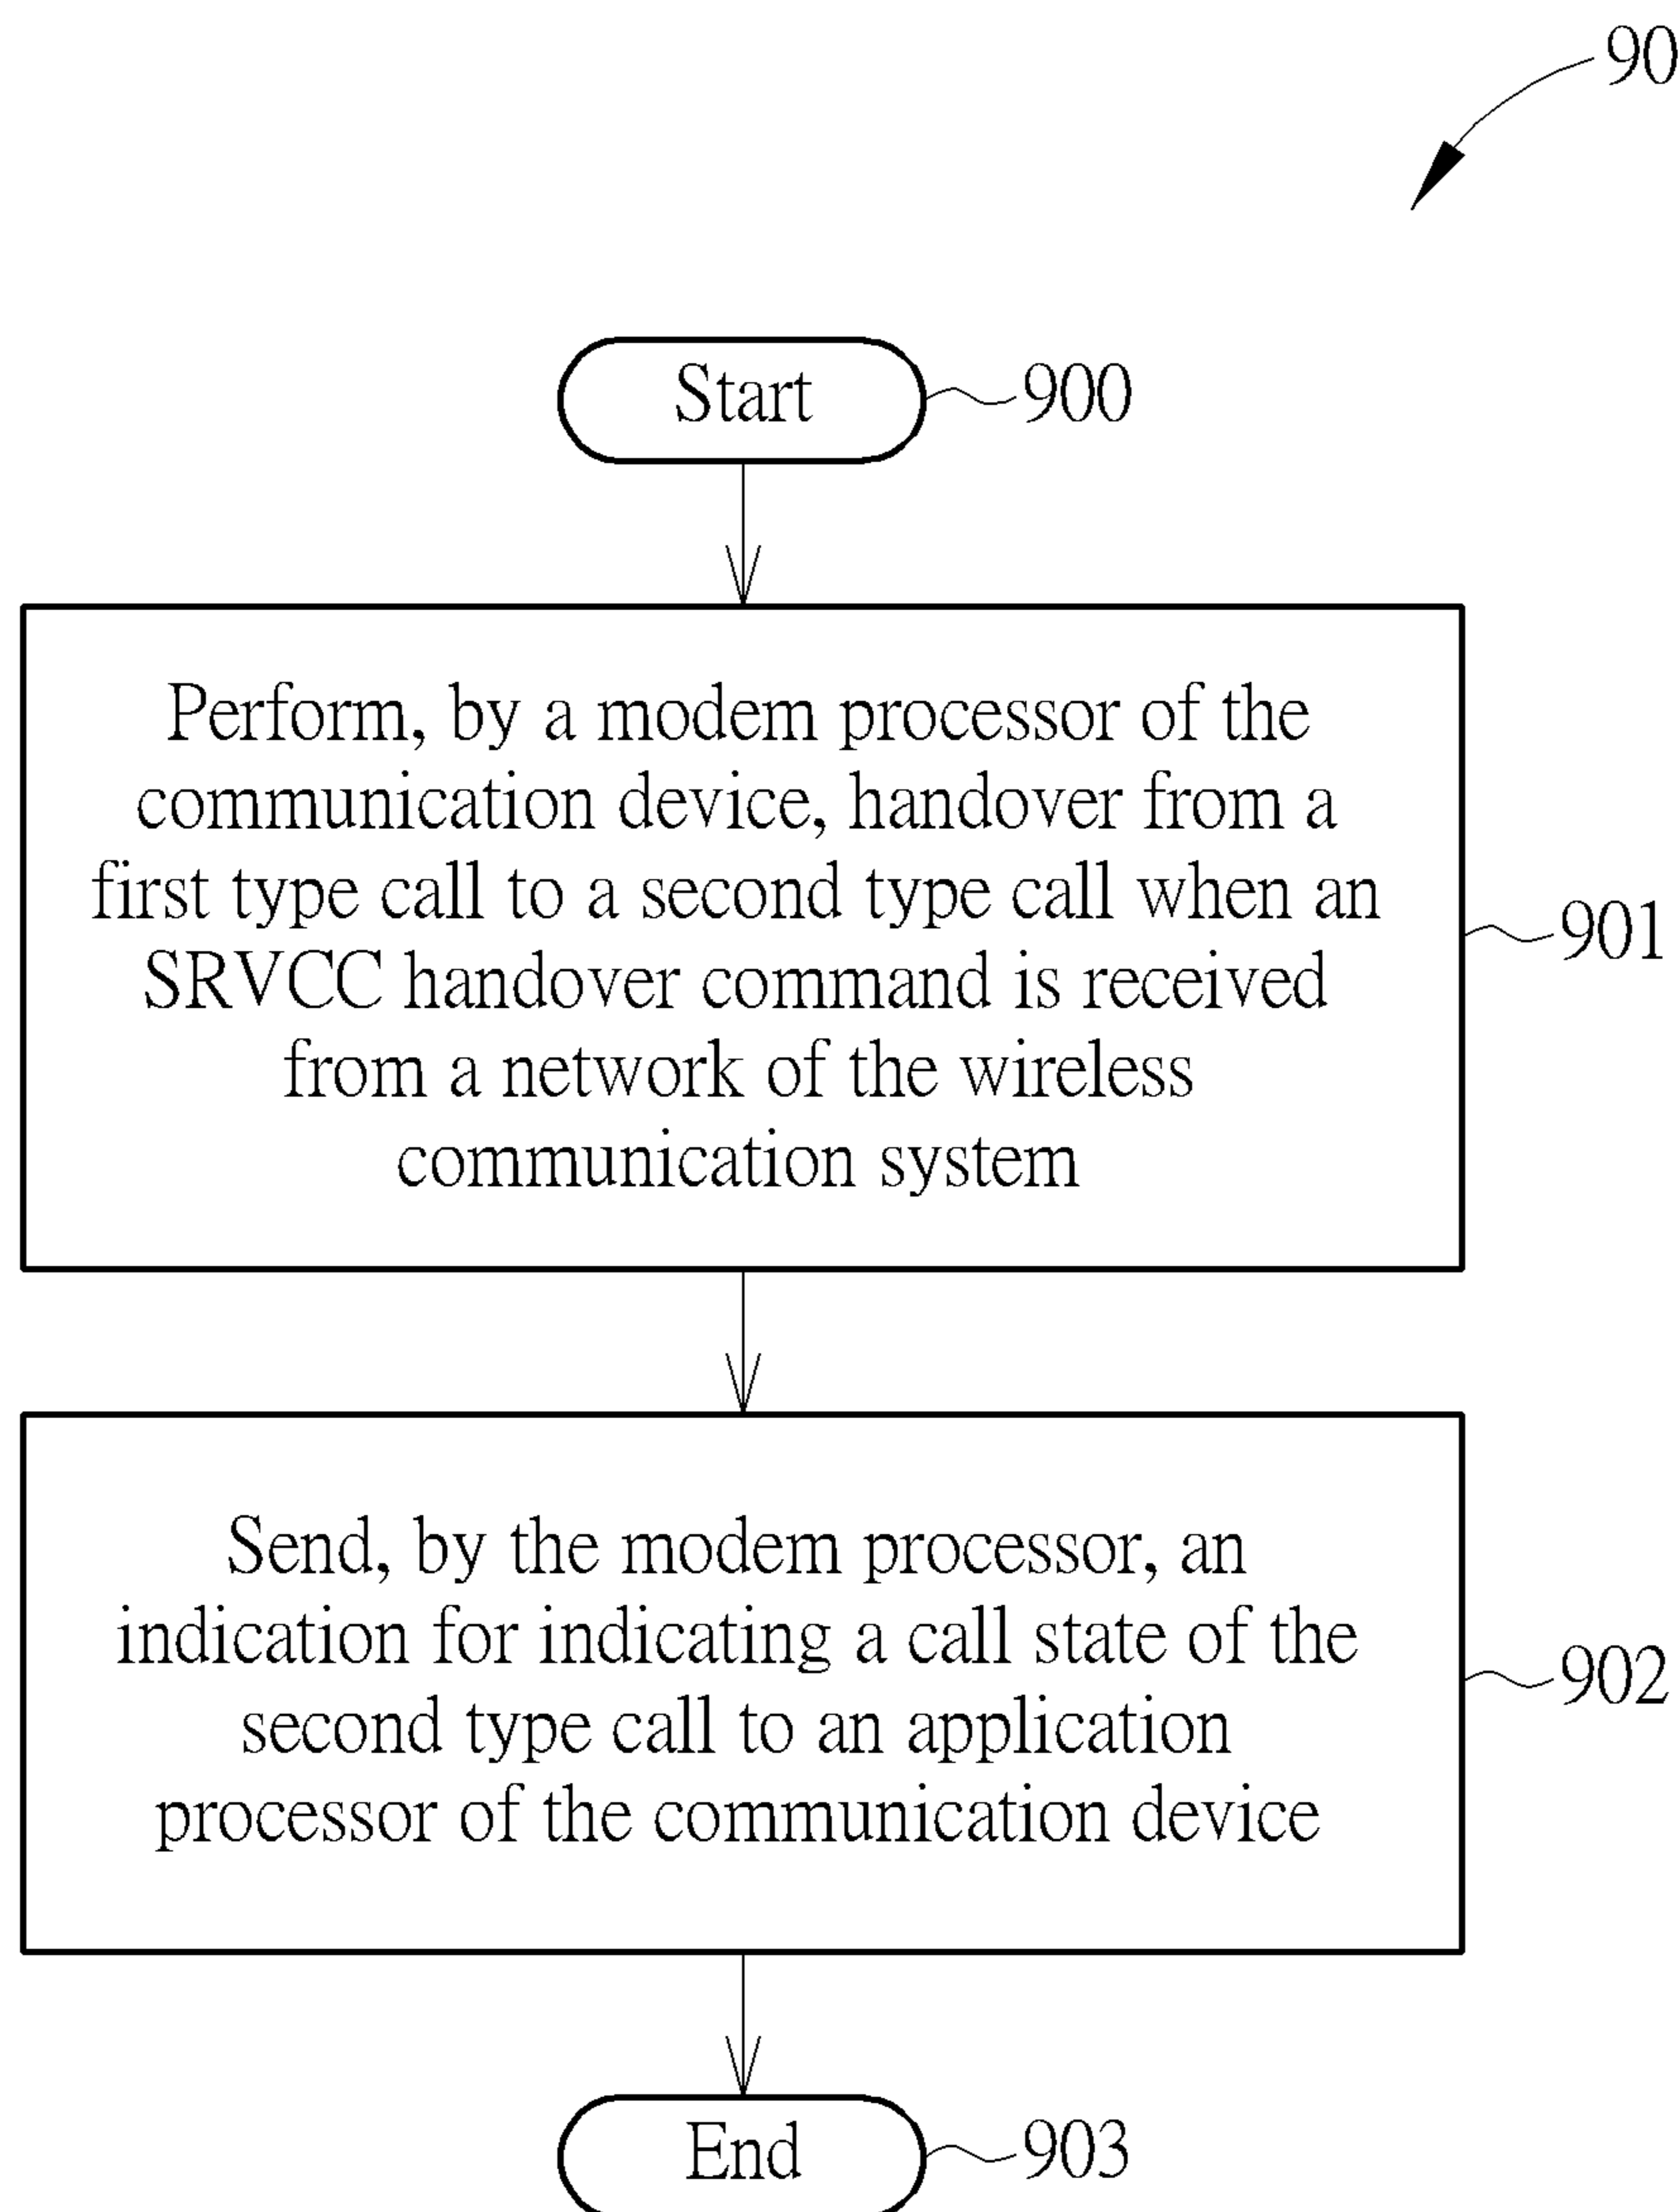 90
Start
900
Perform, by a modem processor of the
communication device, handover from a
first type call to a second type call when an
SRVCC handover command is received
from a network of the wireless
communication system
901
Send, by the modem processor, an
indication for indicating a call state of the
second type call to an application
processor of the communication device
902
End
903